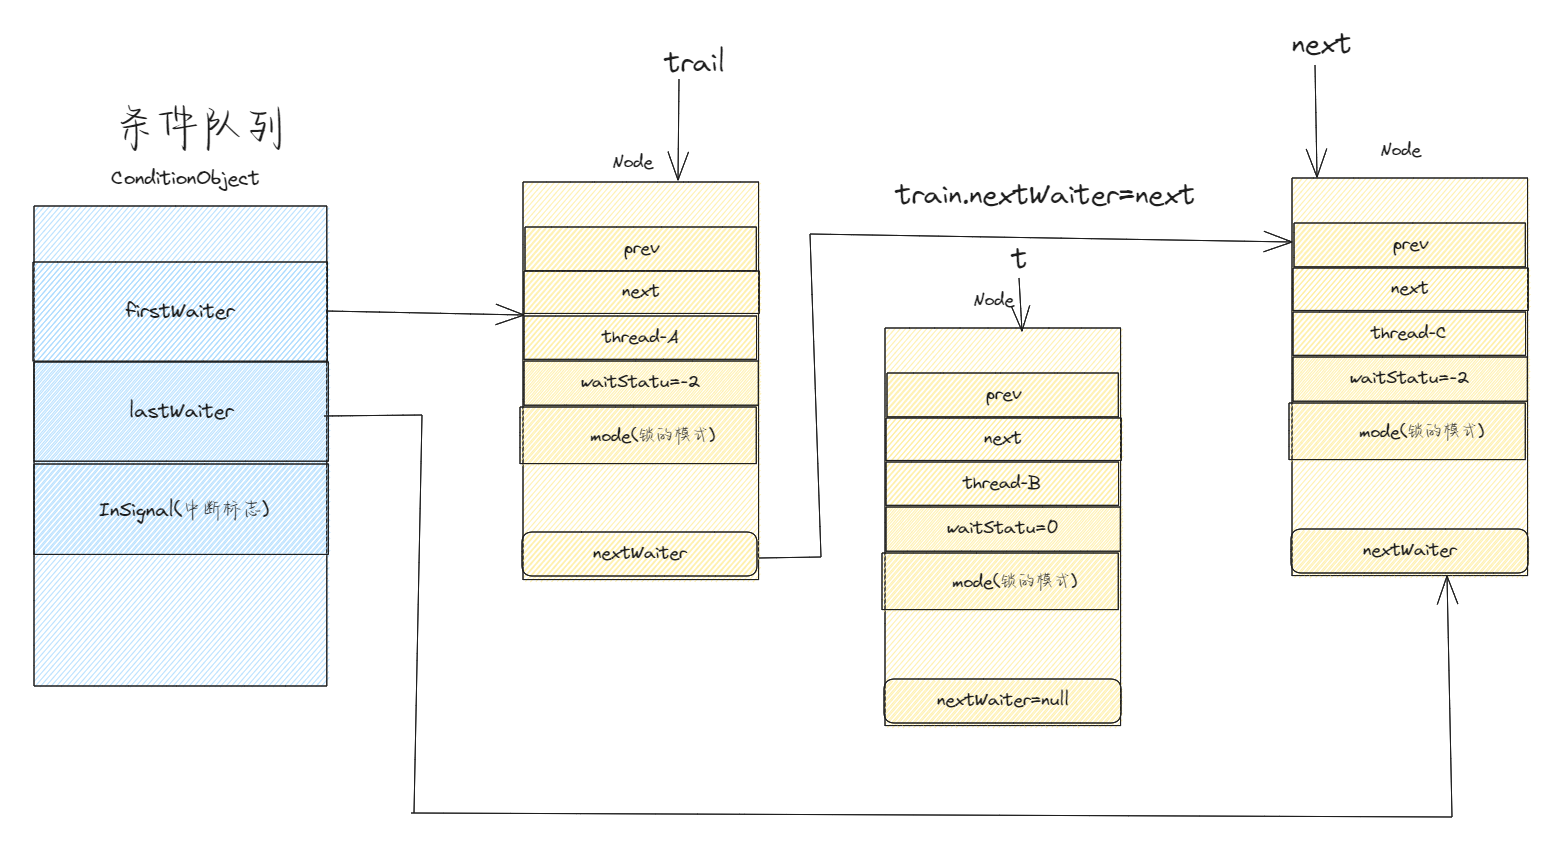 条件队列
ConditionObject
firstWaiter
lastWaiter
InSignal(中断标志)
trail
Node
prev
next
thread-A
waitStatu=-2
mode(锁的模式)
nextWaiter
train.nextWaiter=next
t
Node
prev
next
thread-B
waitStatu=0
mode(锁的模式)
nextWaiter=null
next
Node
prev
next
thread-C
waitStatu=-2
mode(锁的模式)
nextWaiter